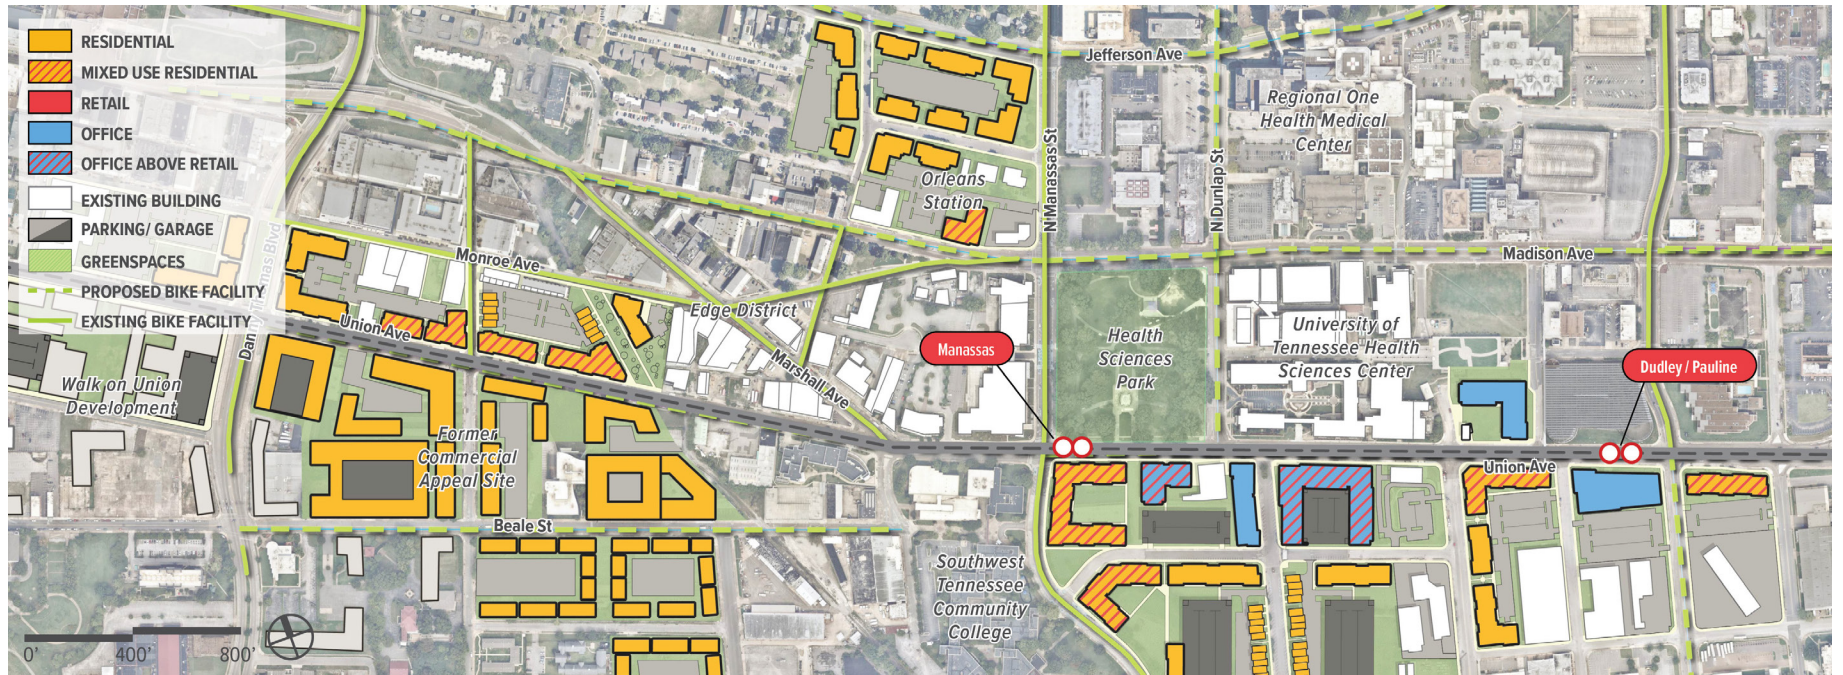 RESIDENTIAL
MIXED USE RESIDENTIAL
RETAIL
OFFICE
OFFICE ABOVE RETAIL
EXISTING BUILDING
PARKING/ GARAGE
GREENSPACES
PROPOSED BIKE FACILITY
EXISTING BIKE FACILITY
Jefferson Ave
Regional One
Health Medical
Center
N Manassas St
N Dunlap St
Orleans
Station
Madison Ave
Monroe Ave
Edge District
Union Ave
Marshall Ave
Danny Thomas Blvd
Walk on Union
Development
Manassas
Health
Sciences
Park
University of
Tennessee Health
Sciences Center
Dudley / Pauline
Former
Commercial
Appeal Site
Union Ave
Beale St
Southwest
Tennessee
Community
College
0' 400' 800'